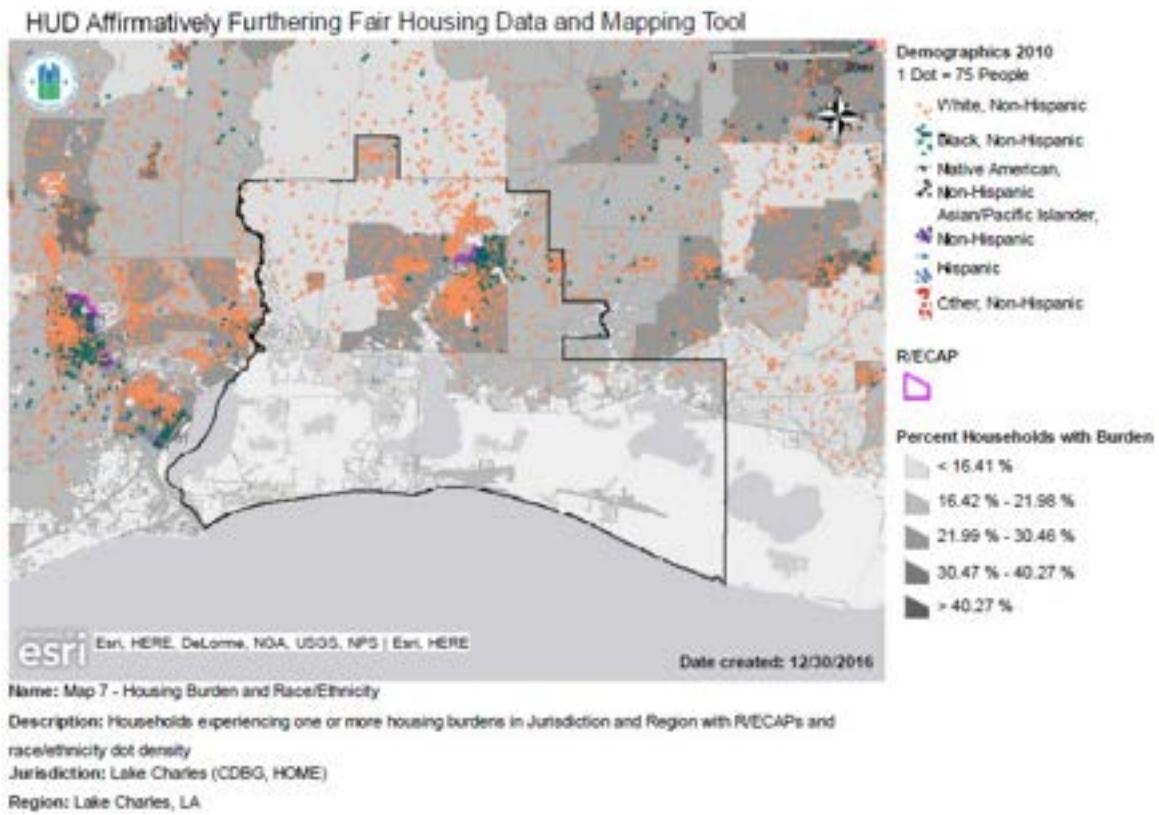 HUD Affirmatively Furthering Fair Housing Data and Mapping Tool
0 10 20mi
Demographics 2010
1 Dot = 75 People
White, Non-Hispanic
Black, Non-Hispanic
Native American,
Non-Hispanic
Asian/Pacific Islander,
Non-Hispanic
Hispanic
Other, Non-Hispanic
R/ECAP
Percent Households with Burden
< 16.41 %
16.42 % - 21.98 %
21.99 % - 30.46 %
30.47 % - 40.27 %
> 40.27 %
esri
Esri, HERE, DeLorme, NGA, USGS, NPS | Esri, HERE
Date created: 12/30/2016
Name: Map 7 - Housing Burden and Race/Ethnicity
Description: Households experiencing one or more housing burdens in Jurisdiction and Region with R/ECAPs and
race/ethnicity dot density
Jurisdiction: Lake Charles (CDBG, HOME)
Region: Lake Charles, LA